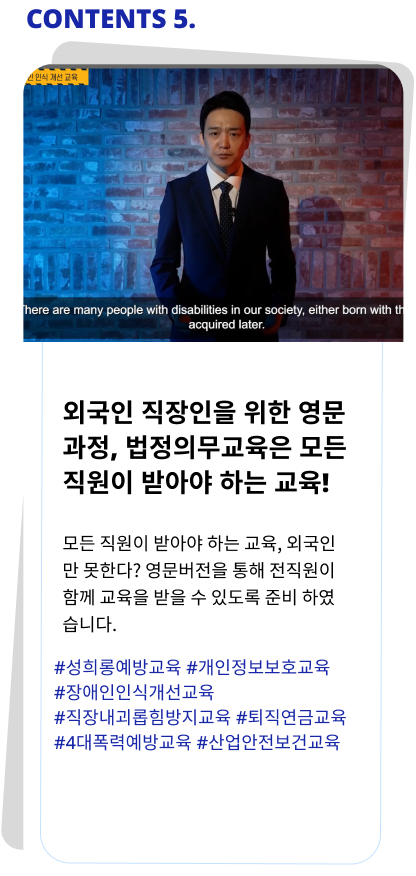 CONTENTS 5.
인 인식 개선 교육
here are many people with disabilities in our society, either born with
acquired later.
외국인 직장인을 위한 영문
과정, 법정의무교육은 모든
직원이 받아야 하는 교육!
모든 직원이 받아야 하는 교육, 외국인
만 못한다? 영문버전을 통해 전직원이
함께 교육을 받을 수 있도록 준비 하였
습니다.
#성희롱예방교육 #개인정보보호교육
#장애인인식개선교육
#직장내괴롭힘방지교육 #퇴직연금교육
#4대폭력예방교육 #산업안전보건교육